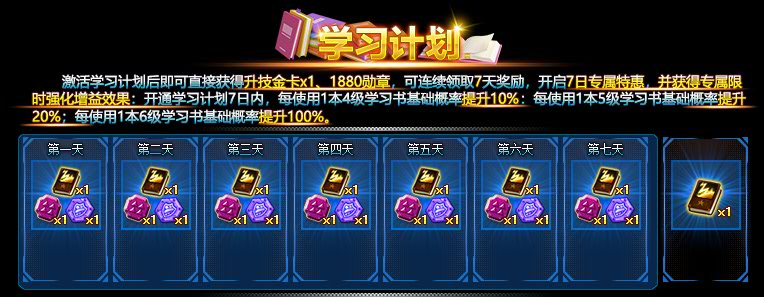 学习计划
激活学习计划后即可直接获得升技金卡x1、1880勋章，可连续领取7天奖励，开启7日专属特惠，并获得专属限
时强化增益效果：开通学习计划7日内，每使用1本4级学习书基础概率提升10%：每使用1本5级学习书基础概率提升
20%；每使用1本6级学习书基础概率提升100%。
第一天 第二天 第三天 第四天 第五天 第六天 第七天
x1 x1 x1 x1 x1 x1 x1
x1 x1 x1 x1 x1 x1 x1 x1 x1 x1 x1 x1 x1 x1
x1